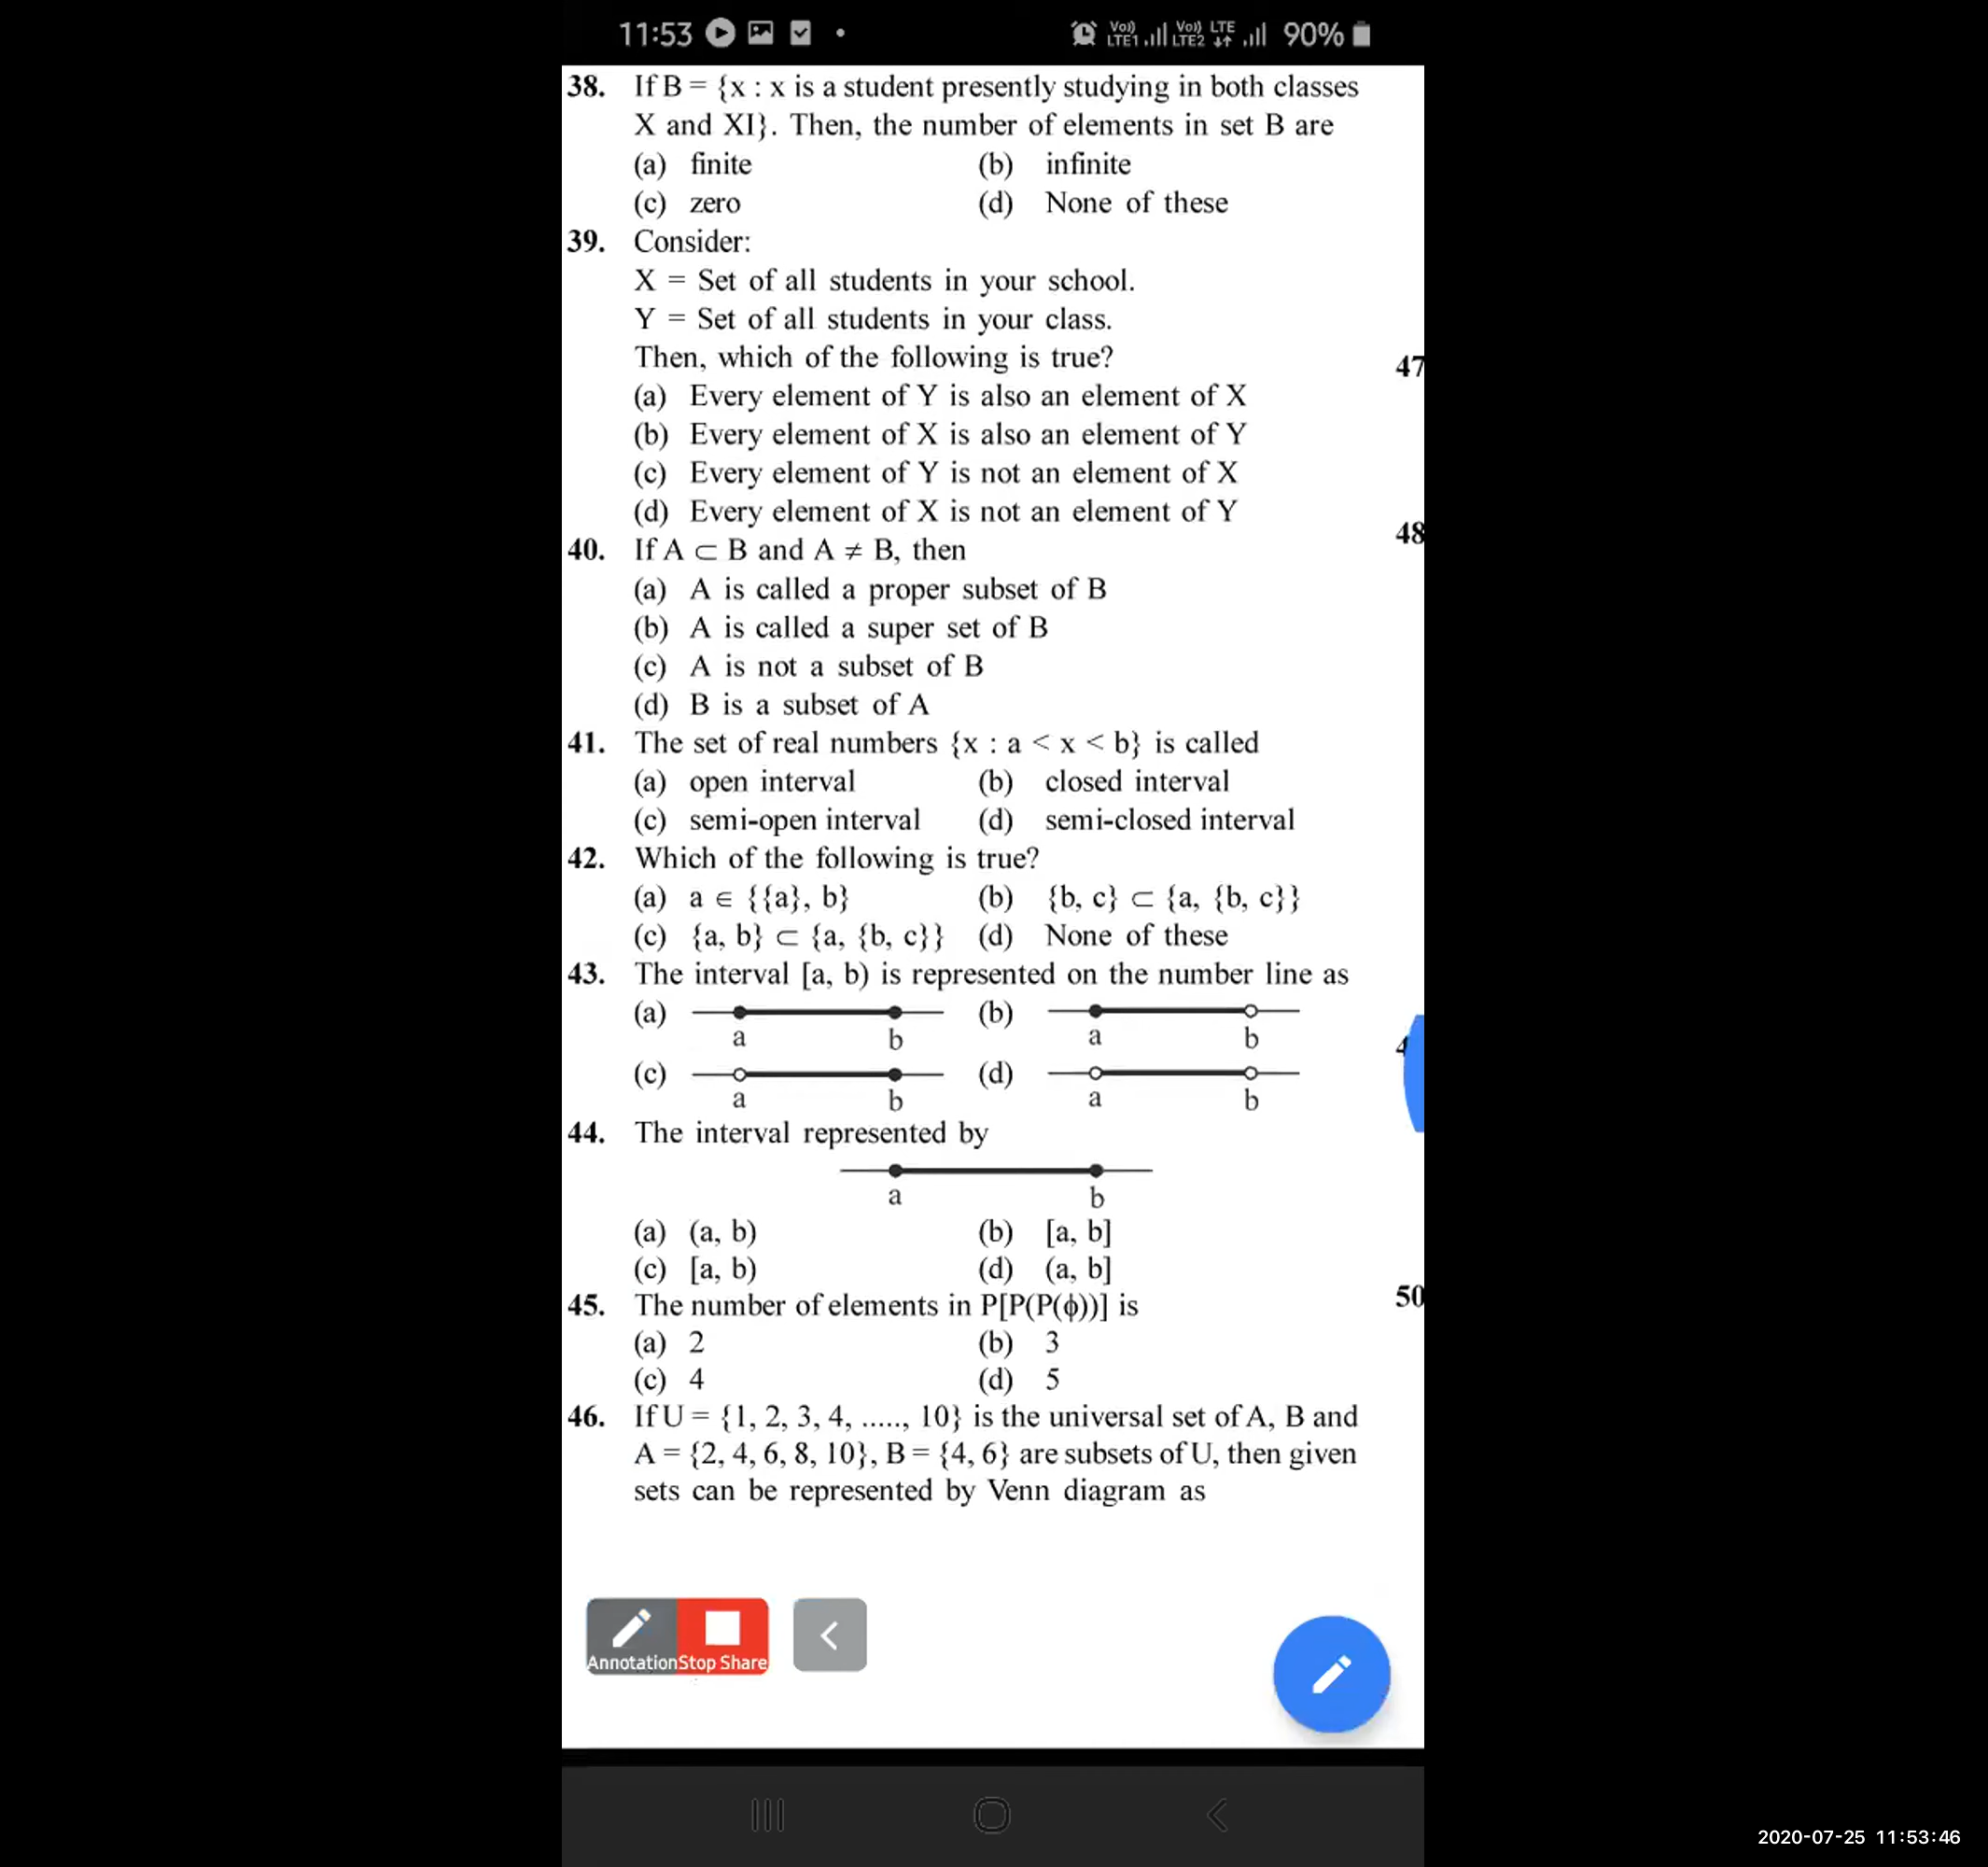 11:53
Vo)) LTE1 Vo)) LTE2 LTE 90%
38. If B = {x : x is a student presently studying in both classes
X and XI}. Then, the number of elements in set B are
(a) finite (b) infinite
(c) zero (d) None of these
39. Consider:
X = Set of all students in your school.
Y = Set of all students in your class.
Then, which of the following is true?
47
(a) Every element of Y is also an element of X
(b) Every element of X is also an element of Y
(c) Every element of Y is not an element of X
(d) Every element of X is not an element of Y
48
40. If A ⊂ B and A ≠ B, then
(a) A is called a proper subset of B
(b) A is called a super set of B
(c) A is not a subset of B
(d) B is a subset of A
41. The set of real numbers {x : a < x < b} is called
(a) open interval (b) closed interval
(c) semi-open interval (d) semi-closed interval
42. Which of the following is true?
(a) a ∈ {{a}, b} (b) {b, c} ⊂ {a, {b, c}}
(c) {a, b} ⊂ {a, {b, c}} (d) None of these
43. The interval [a, b) is represented on the number line as
(a) (b)
a b a b
(c) (d)
a b a b
44. The interval represented by
a b
(a) (a, b) (b) [a, b]
(c) [a, b) (d) (a, b]
50
45. The number of elements in P[P(P(ϕ))] is
(a) 2 (b) 3
(c) 4 (d) 5
46. If U = {1, 2, 3, 4, ....., 10} is the universal set of A, B and
A = {2, 4, 6, 8, 10}, B = {4, 6} are subsets of U, then given
sets can be represented by Venn diagram as
Annotation Stop Share
2020-07-25 11:53:46